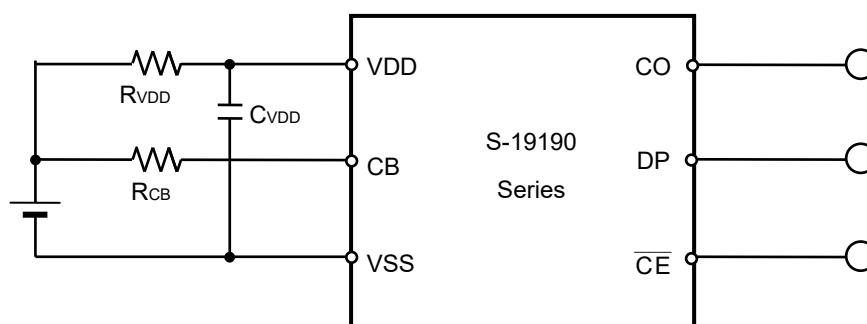 VDD
CO
RVDD
CVDD
S-19190
CB
DP
Series
RCB
VSS
CE